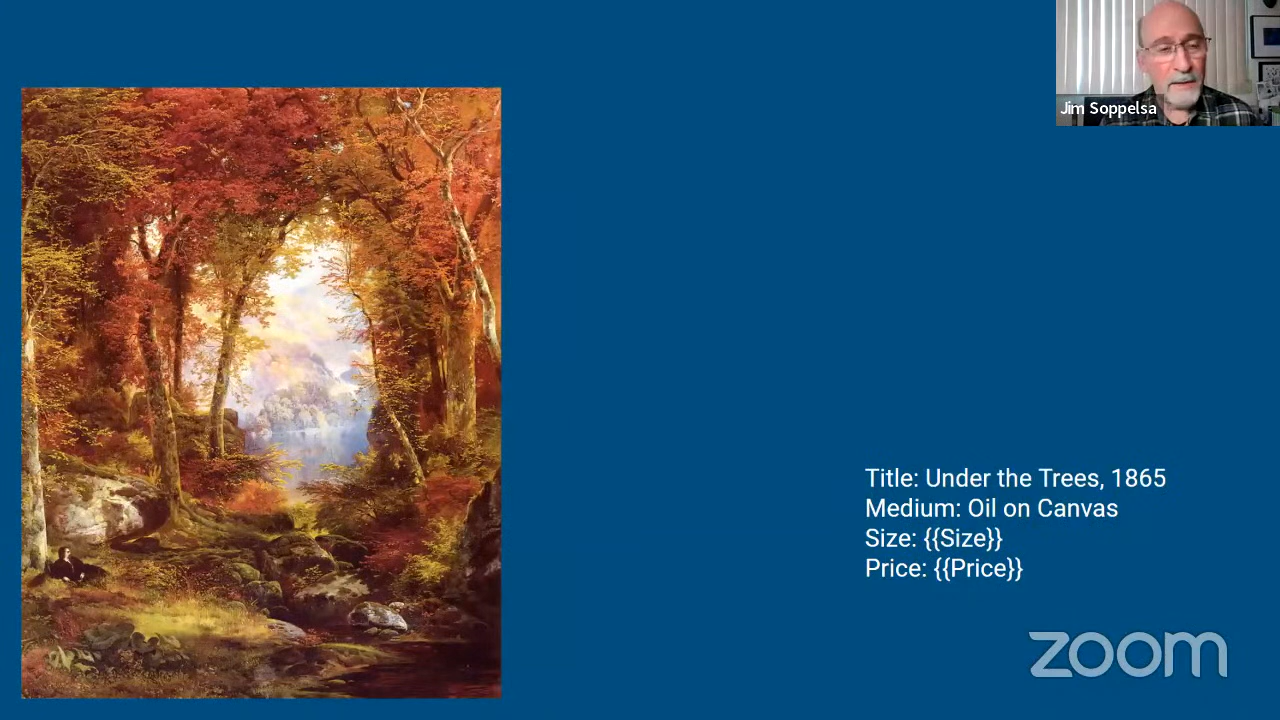 Jim Soppelsa
Title: Under the Trees, 1865
Medium: Oil on Canvas
Size: {{Size}}
Price: {{Price}}
zoom